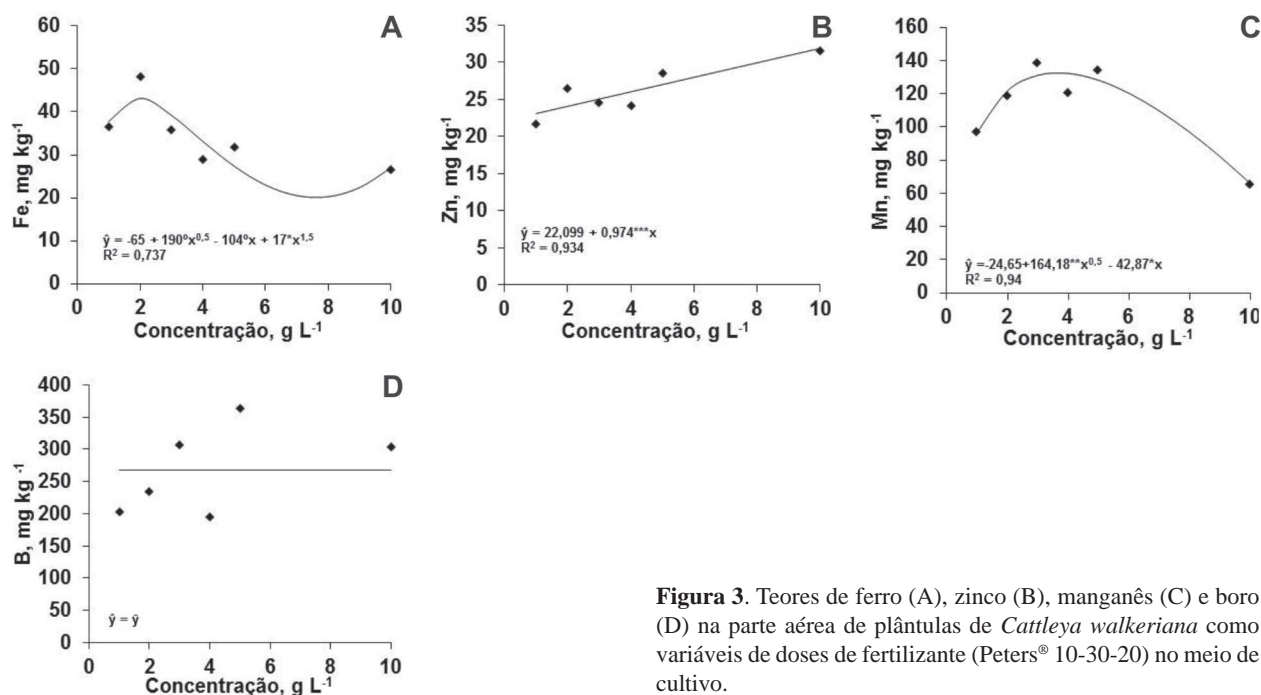 A
60
50
40
30
20
10
0
Fe, mg kg-1
ŷ = -65 + 190ºx0,5 - 104ºx + 17*x1,5
R2 = 0,737
0 2 4 6 8 10
Concentração, g L-1
B
35
30
25
20
15
10
5
0
Zn, mg kg-1
ŷ = 22,099 + 0,974***x
R2 = 0,934
0 2 4 6 8 10
Concentração, g L-1
C
160
140
120
100
80
60
40
20
0
Mn, mg kg-1
ŷ =-24,65+164,18**x0,5 - 42,87*x
R2 = 0,94
0 2 4 6 8 10
Concentração, g L-1
D
400
350
300
250
200
150
100
50
0
B, mg kg -1
ŷ = ȳ
0 2 4 6 8 10
Concentração, g L-1
Figura 3. Teores de ferro (A), zinco (B), manganês (C) e boro
(D) na parte aérea de plântulas de Cattleya walkeriana como
variáveis de doses de fertilizante (Peters® 10-30-20) no meio de
cultivo.